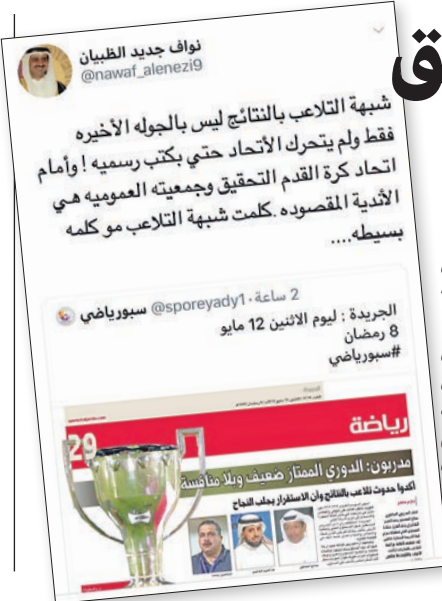 ق
نواف جديد الظبيان
@nawaf_alenezi9
شبهة التلاعب بالنتائج ليس بالجوله الأخيره
فقط ولم يتحرك الأتحاد حتي بكتب رسميه ! وأمام
اتحاد كرة القدم التحقيق وجمعيته العموميه هي
الأندية المقصوده .كلمت شبهة التلاعب مو كلمه
بسيطه....
سبورياضي @sporeyady1 · 2 ساعة
الجريدة : ليوم الاثنين 12 مايو
8 رمضان
#سبورياضي
رياضة
29
مدربون: الدوري الممتاز ضعيف وبلا منافسة
أكدوا حدوث تلاعب بالنتائج وأن الاستقرار يجلب النجاح